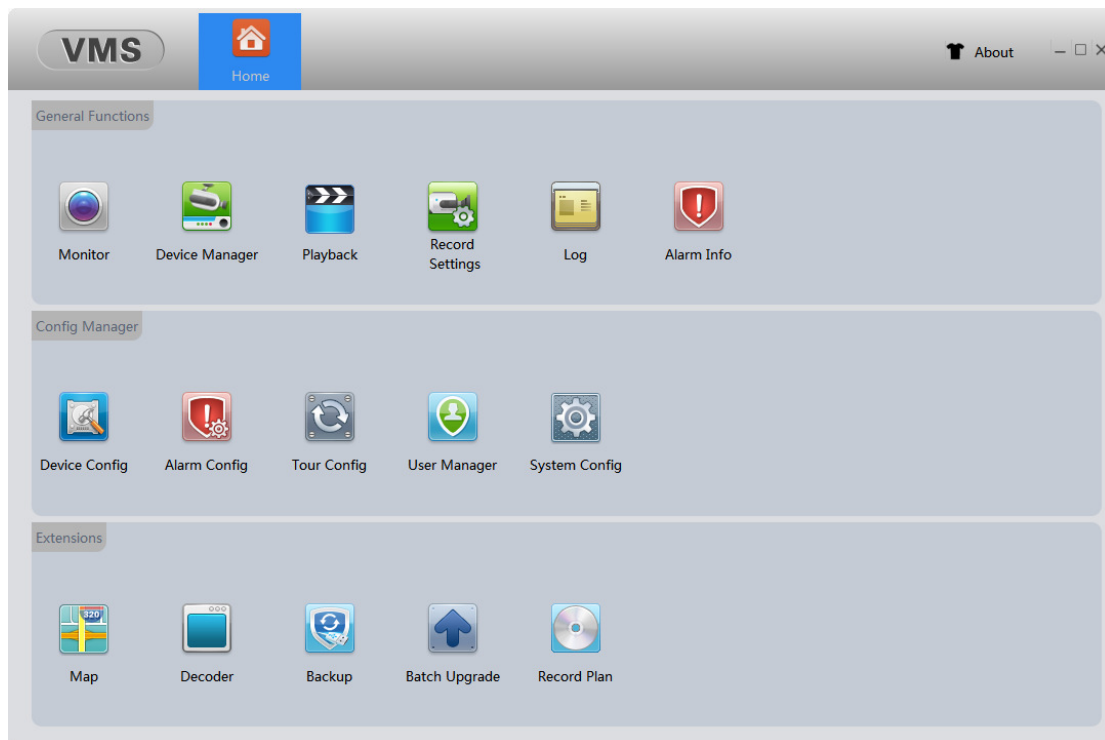 VMS
Home
About
General Functions
Monitor
Device Manager
Playback
Record
Settings
Log
Alarm Info
Config Manager
Device Config
Alarm Config
Tour Config
User Manager
System Config
Extensions
320
Map
Decoder
Backup
Batch Upgrade
Record Plan